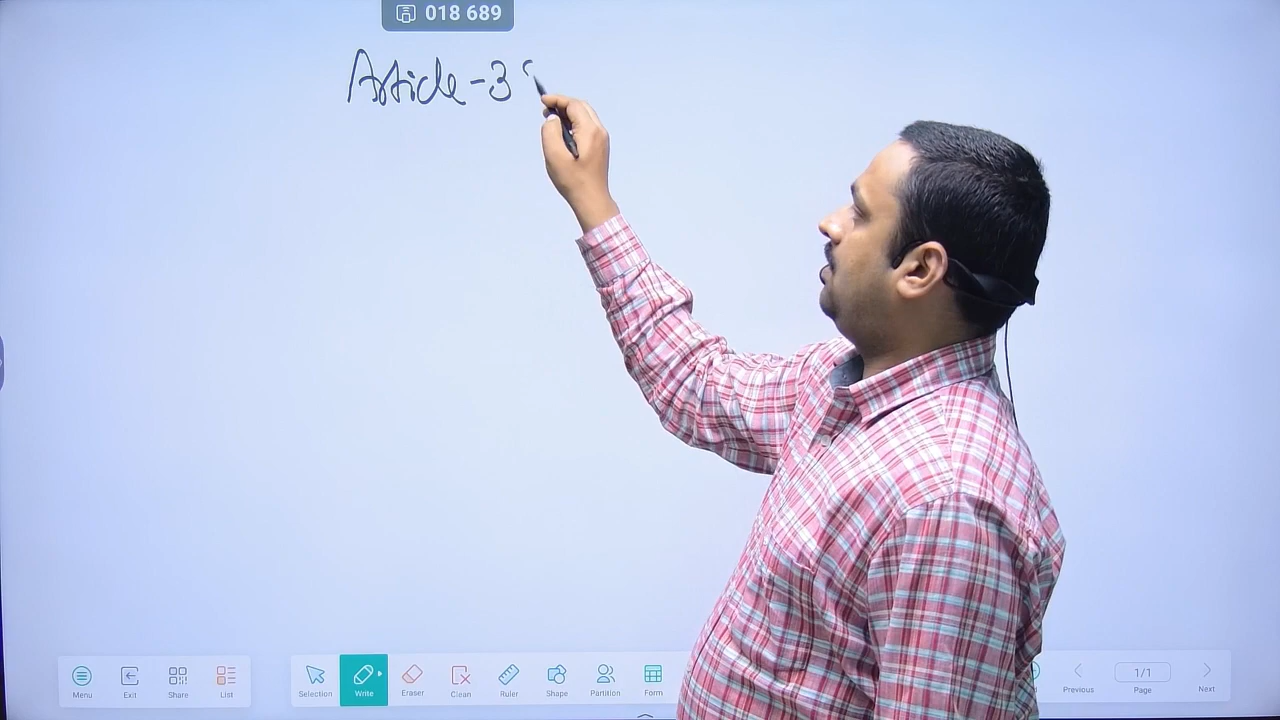 018 689
Article-3
Menu
Exit
Share
List
Selection
Write
Eraser
Clean
Ruler
Shape
Partition
Form
Previous
1/1
Page
Next